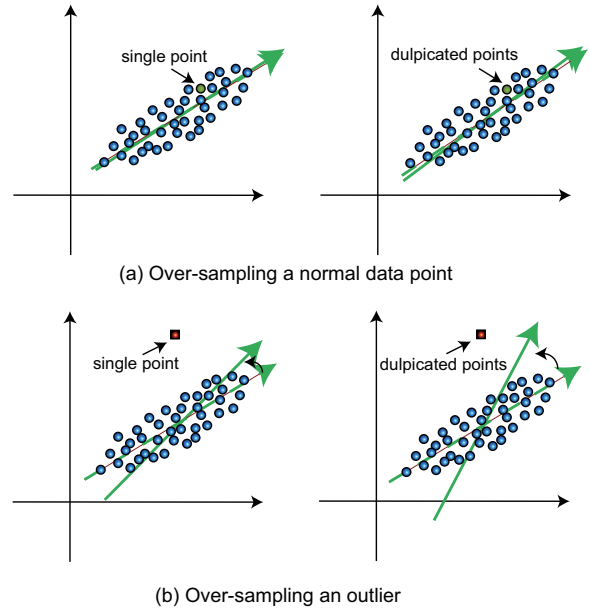 single point
dulpicated points
(a) Over-sampling a normal data point
single point
dulpicated points
(b) Over-sampling an outlier